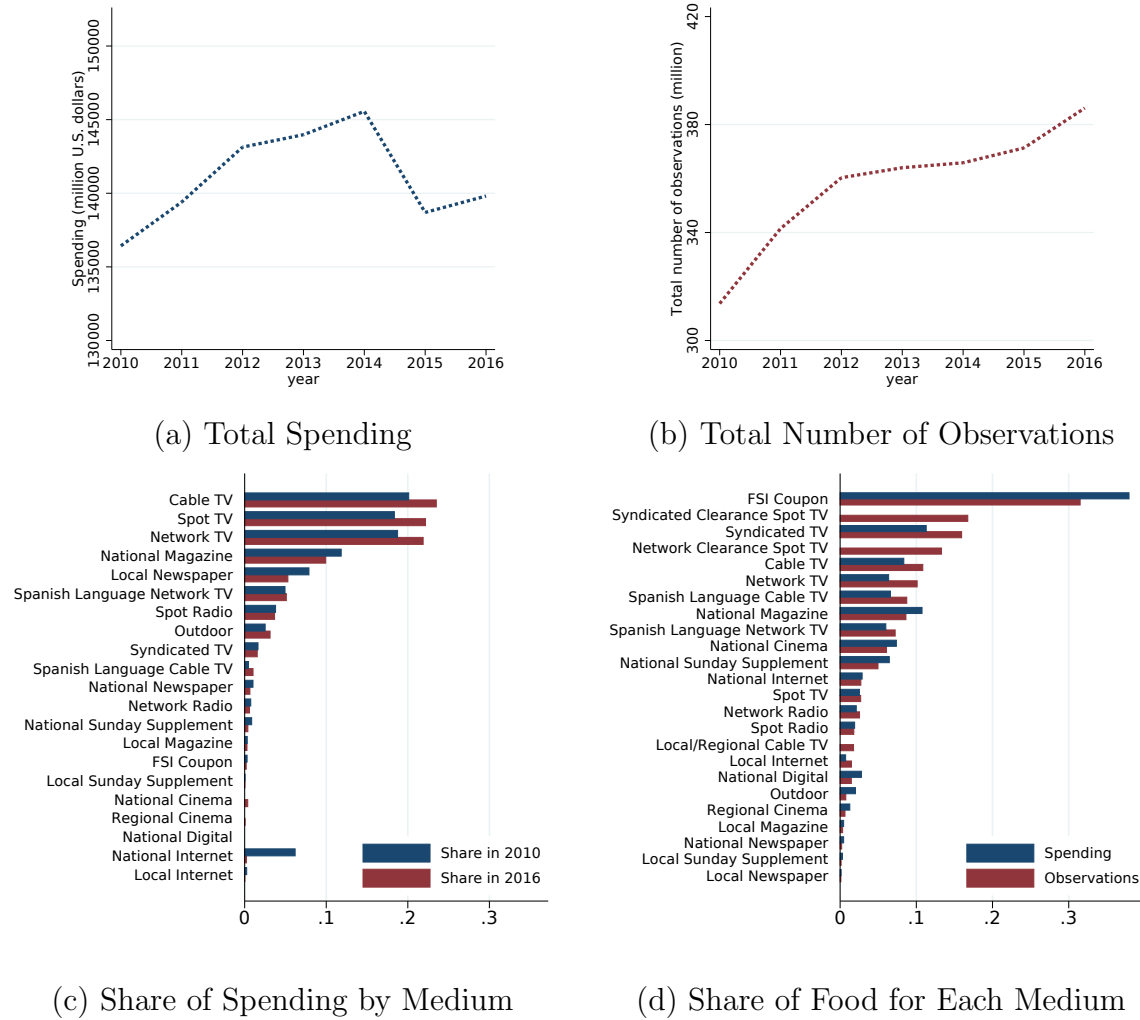 150000
145000
140000
135000
130000
Spending (million U.S. dollars)
2010 2011 2012 2013 2014 2015 2016
year
(a) Total Spending
420
380
340
300
Total number of observations (million)
2010 2011 2012 2013 2014 2015 2016
year
(b) Total Number of Observations
Cable TV
Spot TV
Network TV
National Magazine
Local Newspaper
Spanish Language Network TV
Spot Radio
Outdoor
Syndicated TV
Spanish Language Cable TV
National Newspaper
Network Radio
National Sunday Supplement
Local Magazine
FSI Coupon
Local Sunday Supplement
National Cinema
Regional Cinema
National Digital
National Internet
Local Internet
Share in 2010
Share in 2016
0 .1 .2 .3
(c) Share of Spending by Medium
FSI Coupon
Syndicated Clearance Spot TV
Syndicated TV
Network Clearance Spot TV
Cable TV
Network TV
Spanish Language Cable TV
National Magazine
Spanish Language Network TV
National Cinema
National Sunday Supplement
National Internet
Spot TV
Network Radio
Spot Radio
Local/Regional Cable TV
Local Internet
National Digital
Outdoor
Regional Cinema
Local Magazine
National Newspaper
Local Sunday Supplement
Local Newspaper
Spending
Observations
0 .1 .2 .3
(d) Share of Food for Each Medium